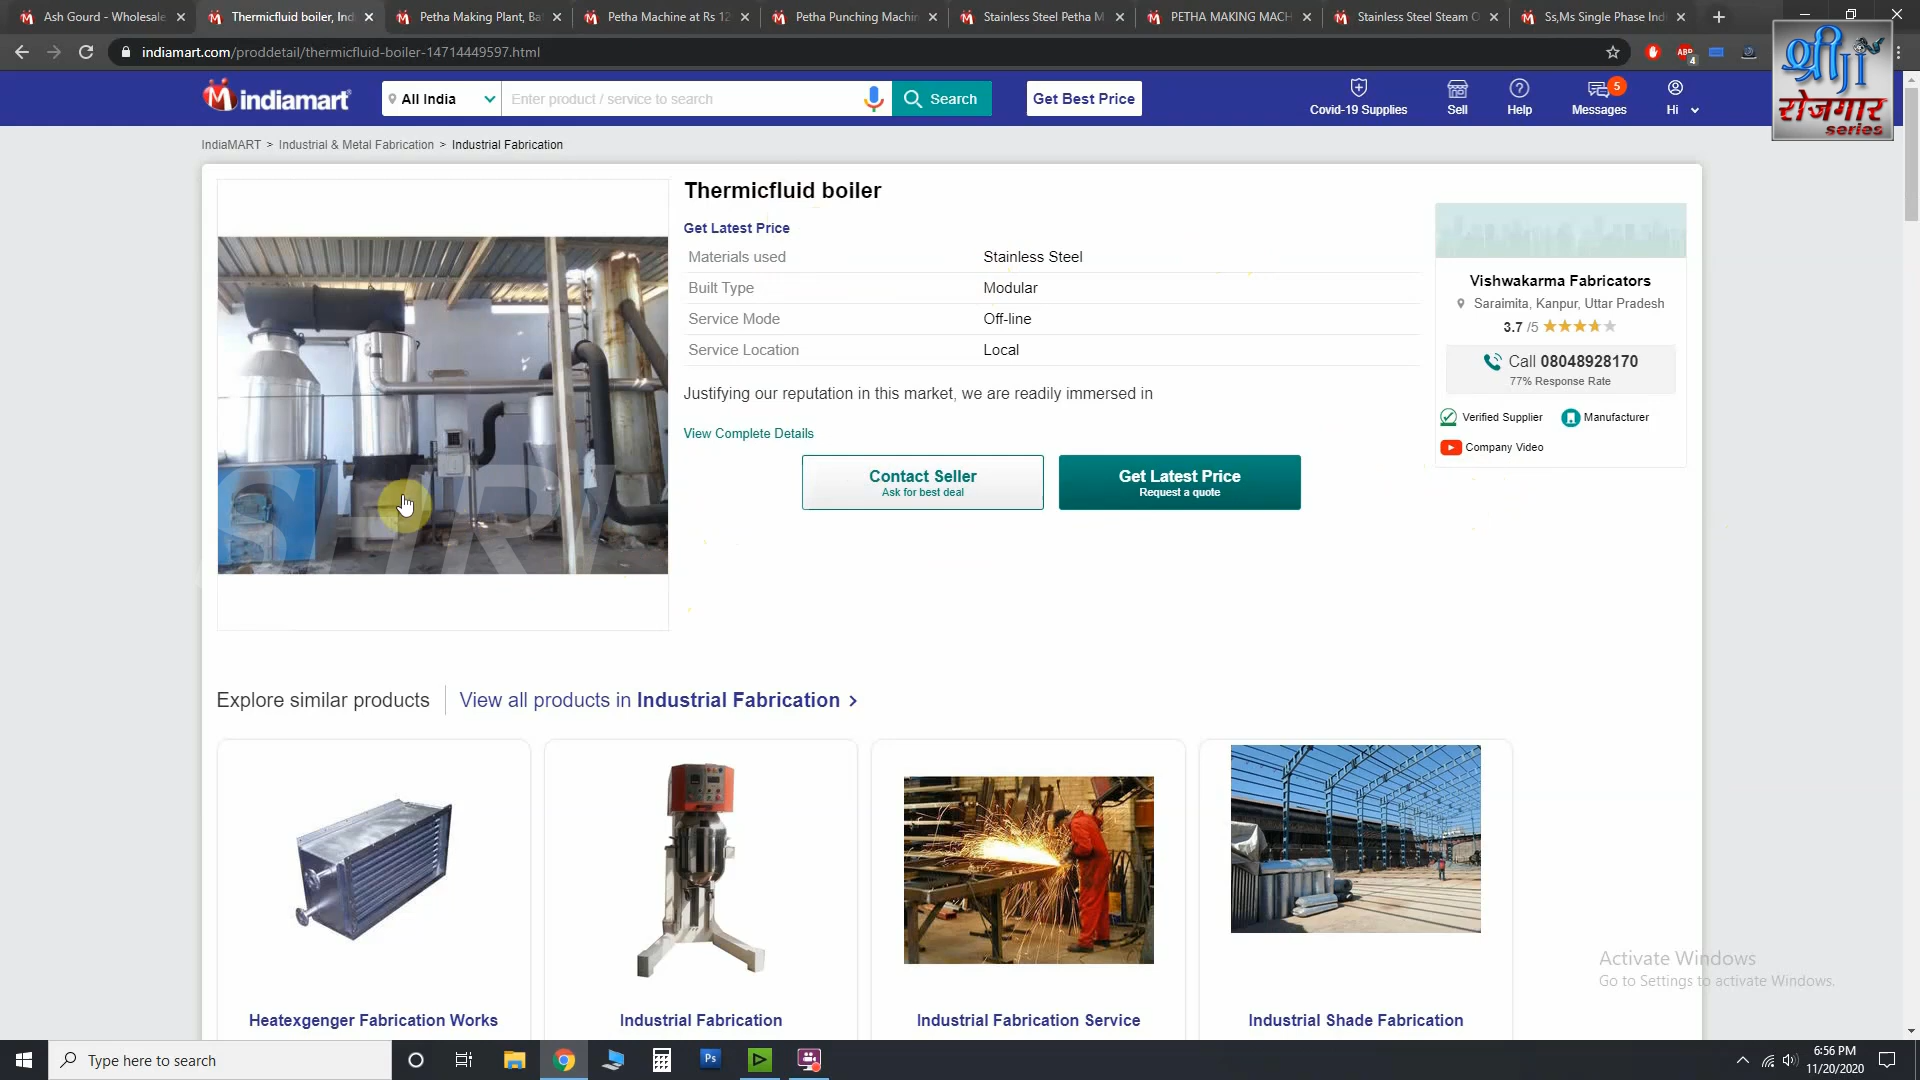 Ash Gourd - Wholesale
Thermicfluid boiler, Ind
Petha Making Plant, Ba
Petha Machine at Rs 12
Petha Punching Machin
Stainless Steel Petha M
PETHA MAKING MACH
Stainless Steel Steam O
Ss,Ms Single Phase Ind
indiamart.com/proddetail/thermicfluid-boiler-14714449597.html
ABP
4
श्रीजी
रोजगार
series
indiamart
All India
Enter product / service to search
Search
Get Best Price
Covid-19 Supplies
Sell
Help
5
Messages
Hi
IndiaMART > Industrial & Metal Fabrication > Industrial Fabrication
Thermicfluid boiler
Get Latest Price
Materials used Stainless Steel
Built Type Modular
Service Mode Off-line
Service Location Local
Justifying our reputation in this market, we are readily immersed in
View Complete Details
Contact Seller
Ask for best deal
Get Latest Price
Request a quote
SHRI
Vishwakarma Fabricators
Saraimita, Kanpur, Uttar Pradesh
3.7 /5
Call 08048928170
77% Response Rate
Verified Supplier
Manufacturer
Company Video
Explore similar products
View all products in Industrial Fabrication >
Heatexgenger Fabrication Works
Industrial Fabrication
Industrial Fabrication Service
Industrial Shade Fabrication
Activate Windows
Go to Settings to activate Windows.
Type here to search
Ps
6:56 PM
11/20/2020